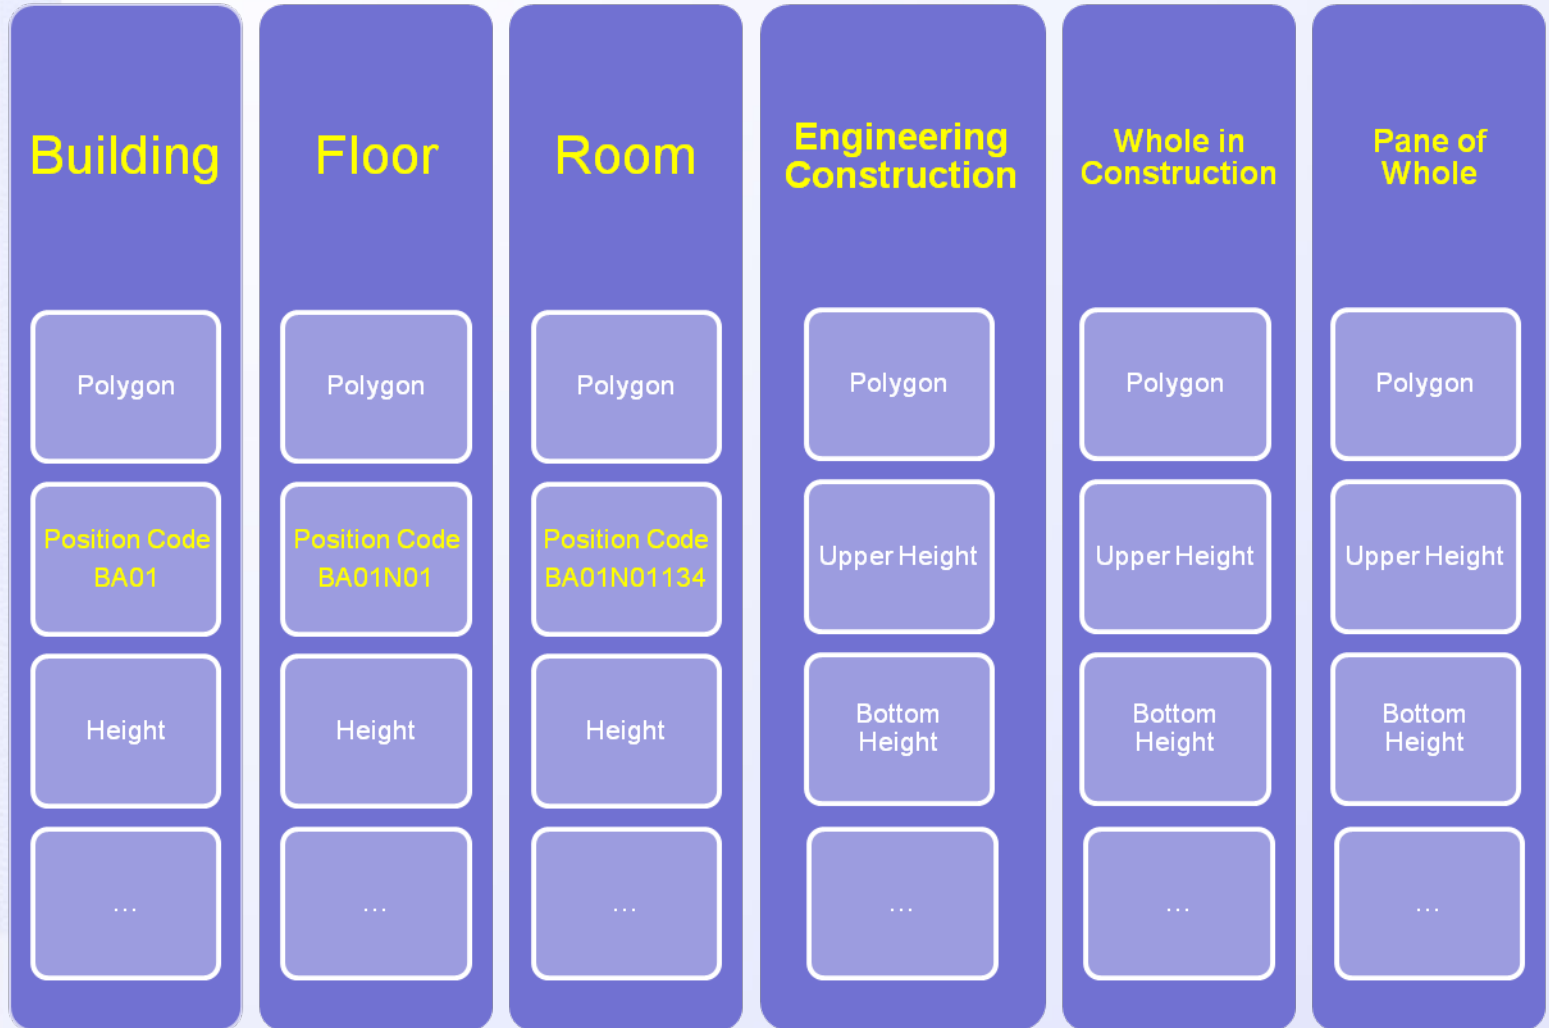 Building
Polygon
Position Code
BA01
Height
...
Floor
Polygon
Position Code
BA01N01
Height
...
Room
Polygon
Position Code
BA01N01134
Height
...
Engineering
Construction
Polygon
Upper Height
Bottom
Height
...
Whole in
Construction
Polygon
Upper Height
Bottom
Height
...
Pane of
Whole
Polygon
Upper Height
Bottom
Height
...